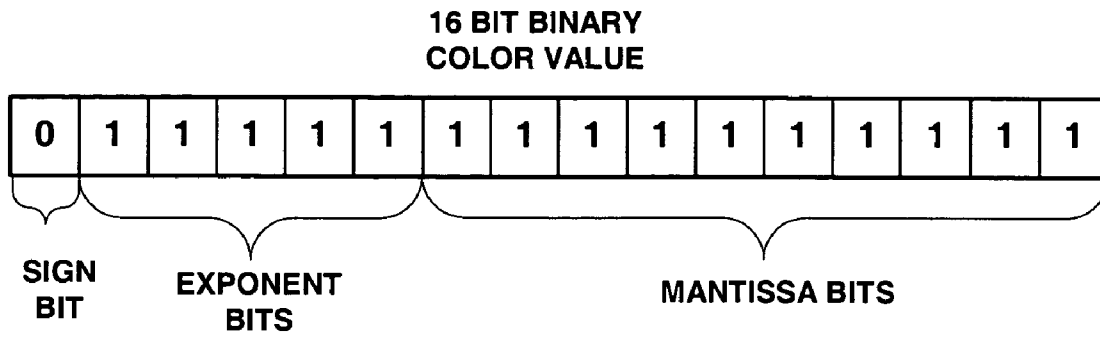 16 BIT BINARY
COLOR VALUE
0 1 1 1 1 1 1 1 1 1 1 1 1 1 1 1
SIGN
BIT
EXPONENT
BITS
MANTISSA BITS